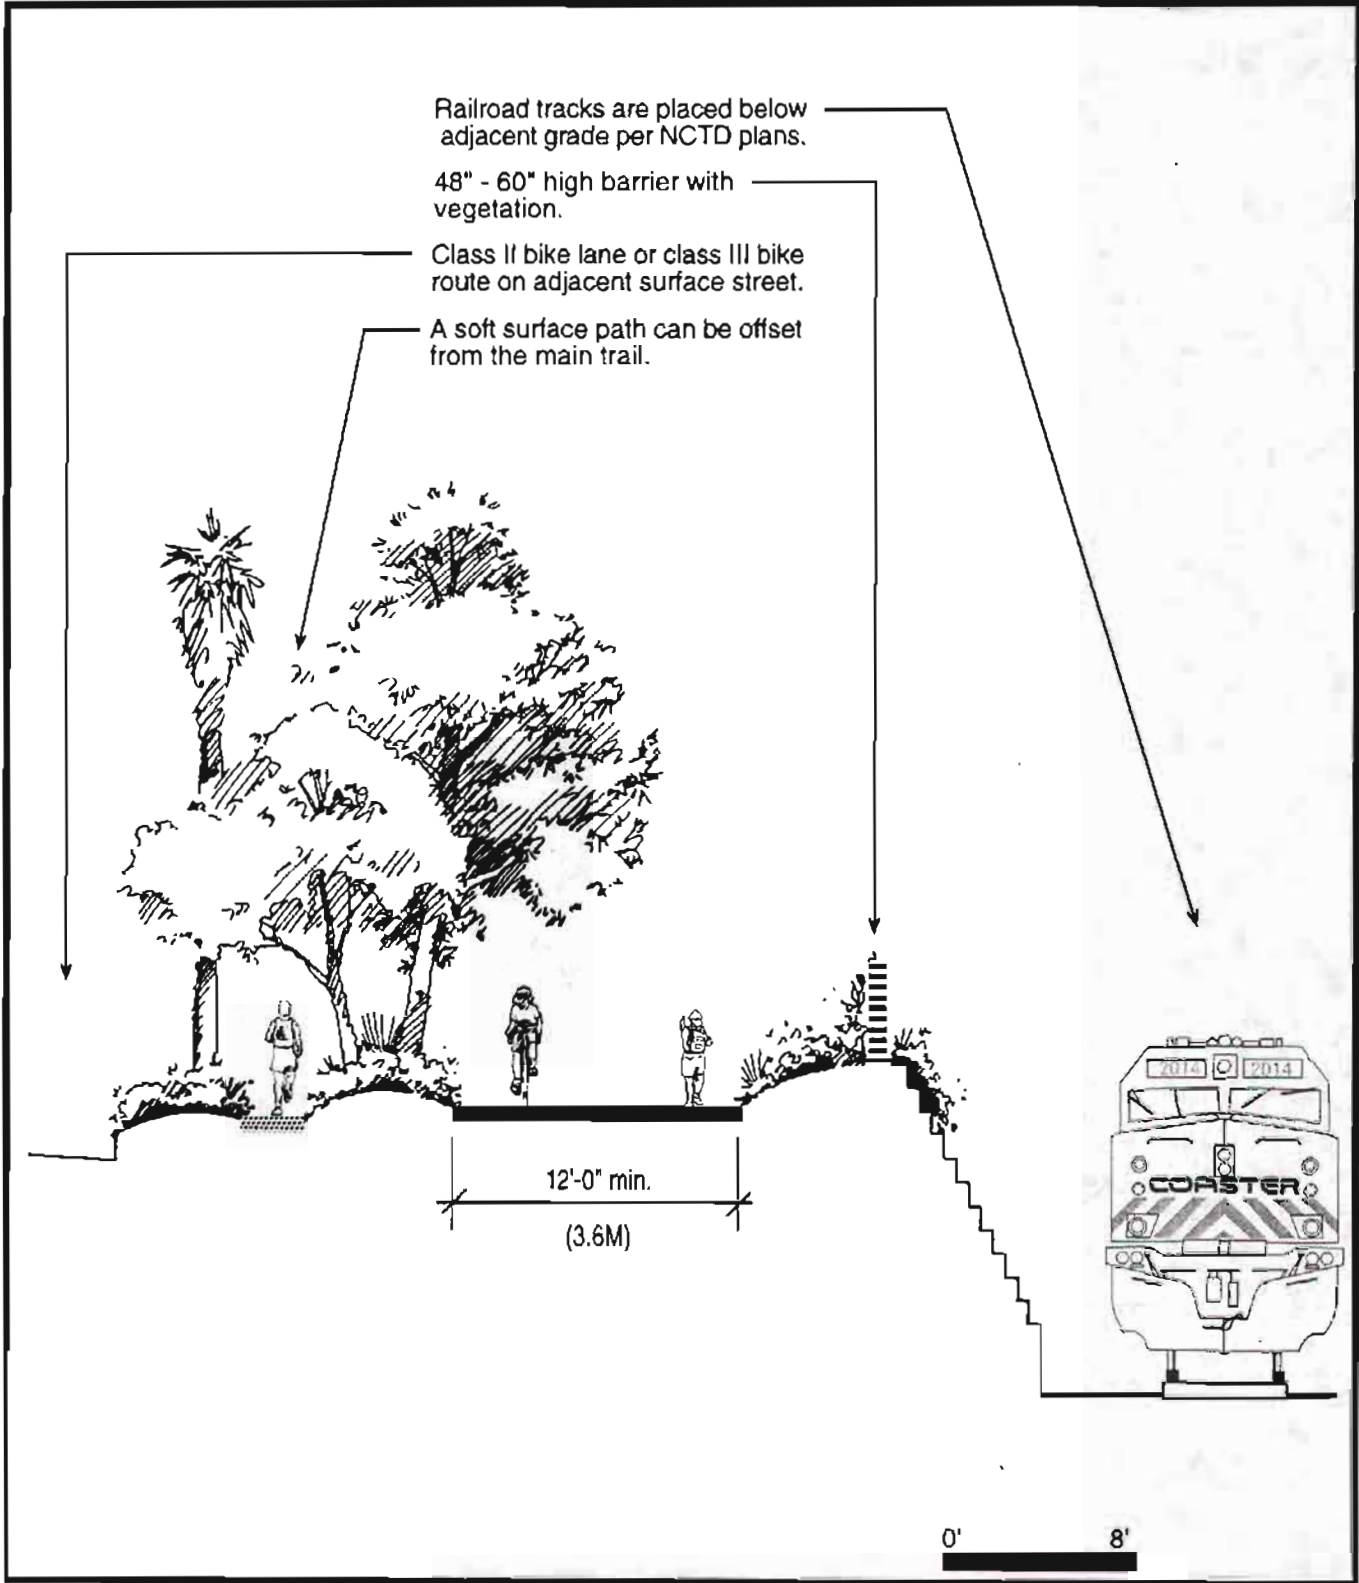 Railroad tracks are placed below
adjacent grade per NCTD plans.
48" - 60" high barrier with
vegetation.
Class II bike lane or class III bike
route on adjacent surface street.
A soft surface path can be offset
from the main trail.
2014 2014
COASTER
12'-0" min.
(3.6M)
0' 8'